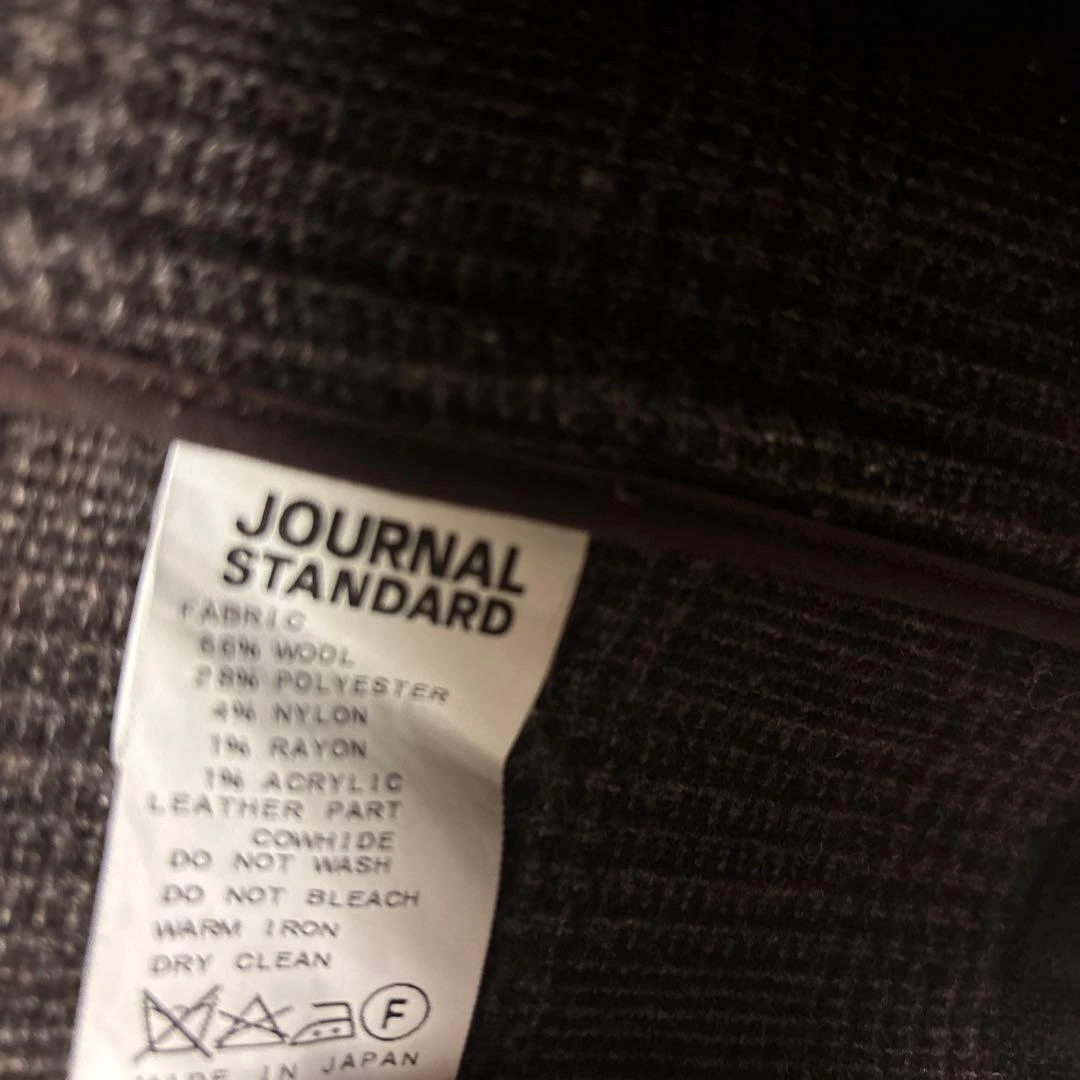 JOURNAL
STANDARD
FABRIC
66% WOOL
28% POLYESTER
4% NYLON
1% RAYON
1% ACRYLIC
LEATHER PART
COWHIDE
DO NOT WASH
DO NOT BLEACH
WARM IRON
DRY CLEAN
F
MADE IN JAPAN